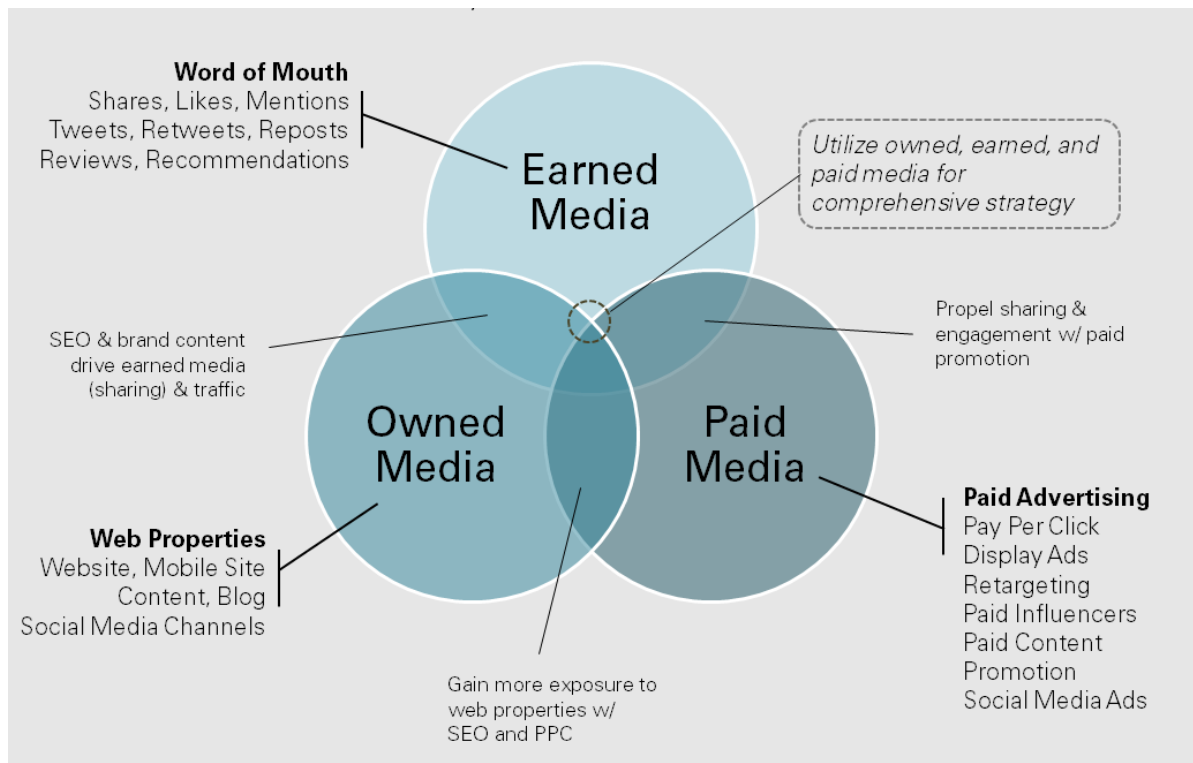 Word of Mouth
Shares, Likes, Mentions
Tweets, Retweets, Reposts
Reviews, Recommendations
Earned
Media
Utilize owned, earned, and
paid media for
comprehensive strategy
SEO & brand content
drive earned media
(sharing) & traffic
Propel sharing &
engagement w/ paid
promotion
Owned
Media
Paid
Media
Web Properties
Website, Mobile Site
Content, Blog
Social Media Channels
Paid Advertising
Pay Per Click
Display Ads
Retargeting
Paid Influencers
Paid Content
Promotion
Social Media Ads
Gain more exposure to
web properties w/
SEO and PPC